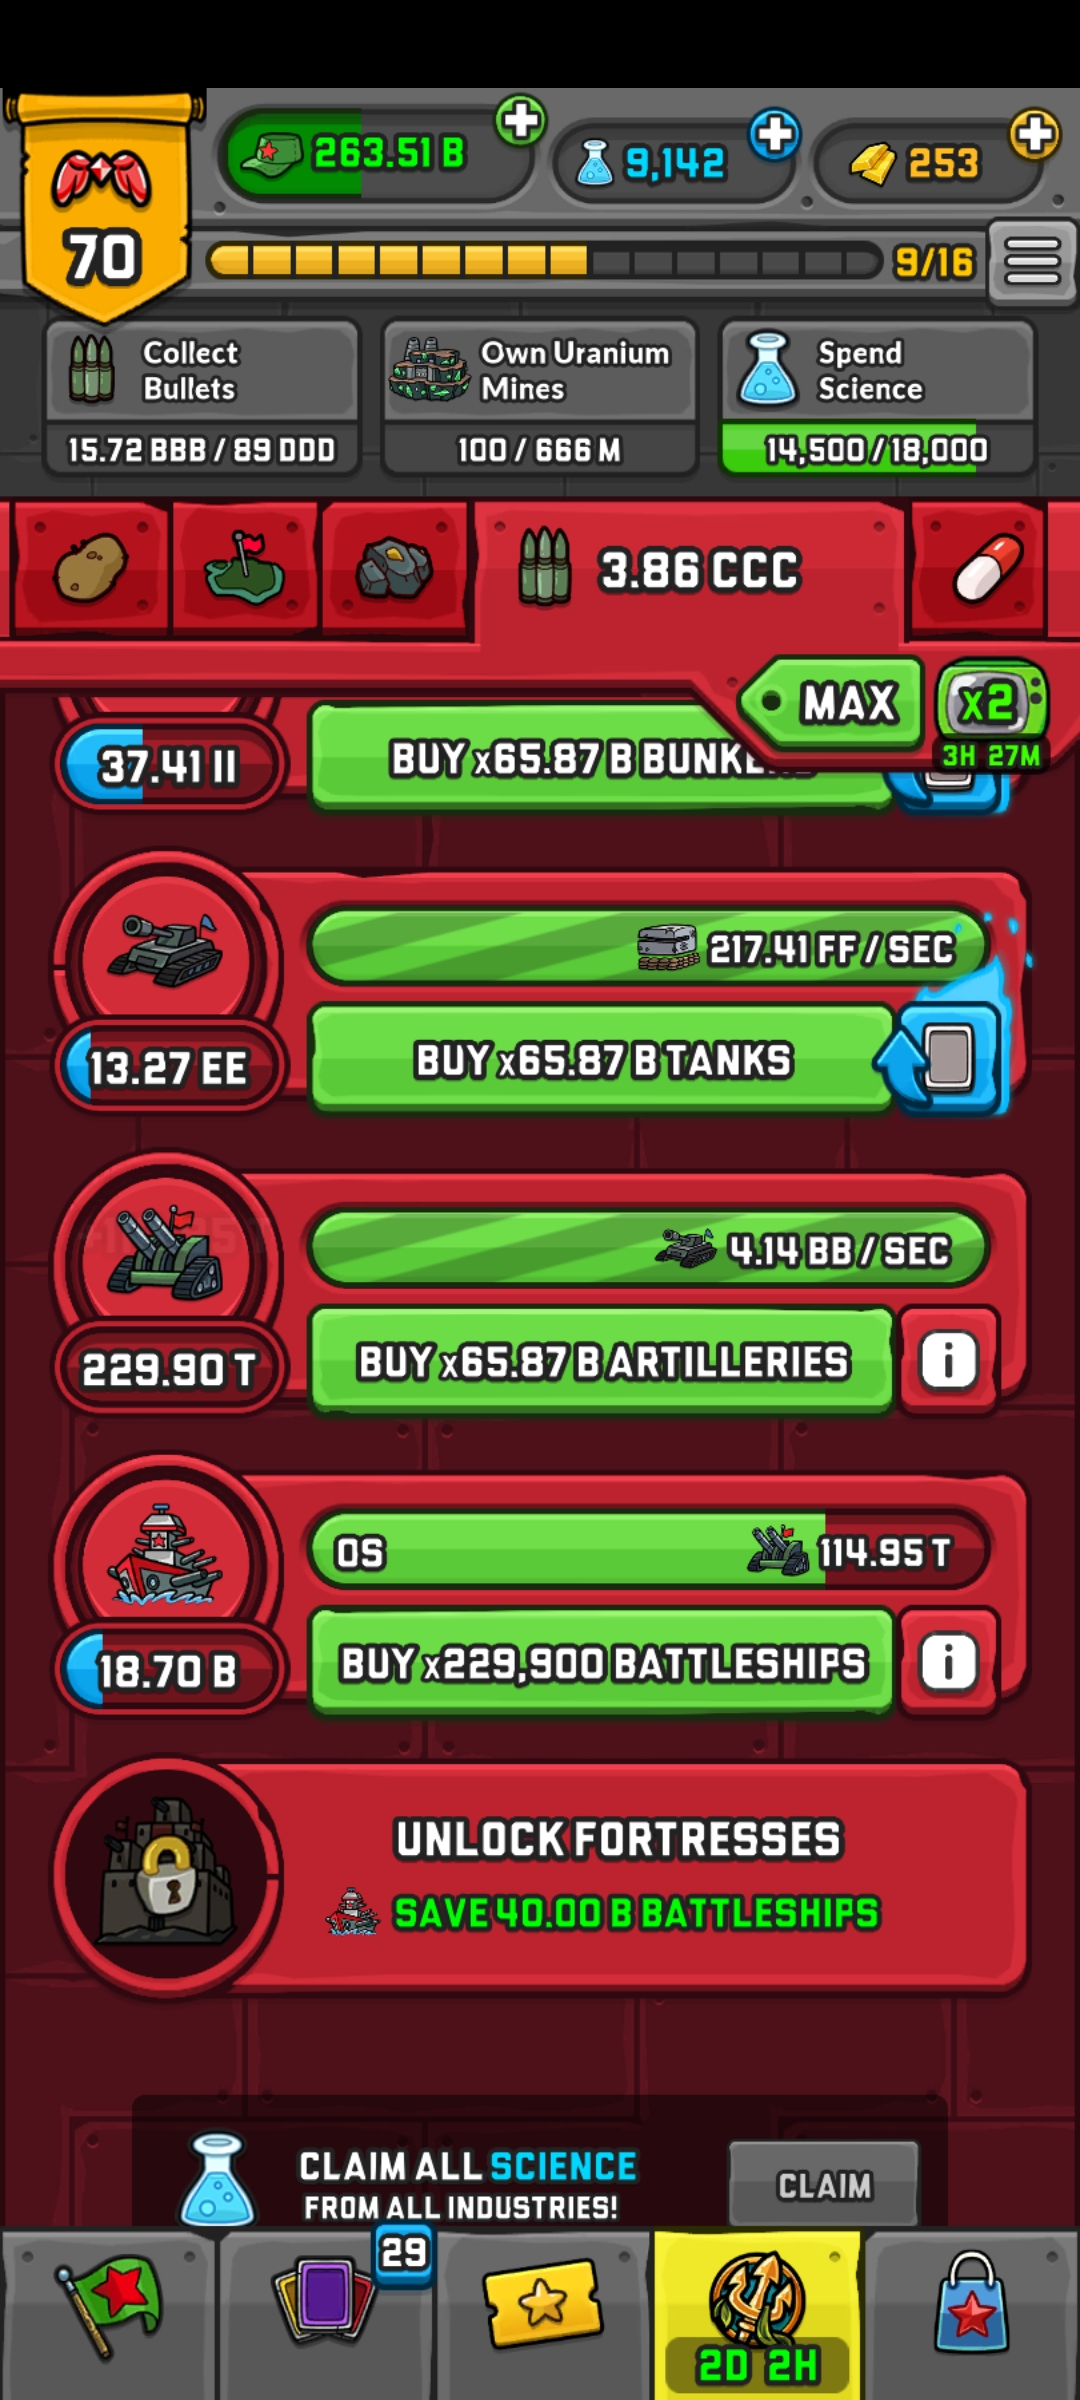 263.51 B
9,142
253
70
9/16
Collect
Bullets
15.72 BBB / 89 DDD
Own Uranium
Mines
100 / 666 M
Spend
Science
14,500/18,000
3.86 CCC
MAX
x2
3H 27M
37.41 II
BUY x65.87 B
217.41 FF / SEC
13.27 EE
BUY x65.87 B TANKS
4.14 BB / SEC
229.90 T
BUY x65.87 B ARTILLERIES
i
0S
114.95 T
18.70 B
BUY x229,900 BATTLESHIPS
i
UNLOCK FORTRESSES
SAVE 40.00 B BATTLESHIPS
CLAIM ALL SCIENCE
FROM ALL INDUSTRIES!
CLAIM
29
2D 2H